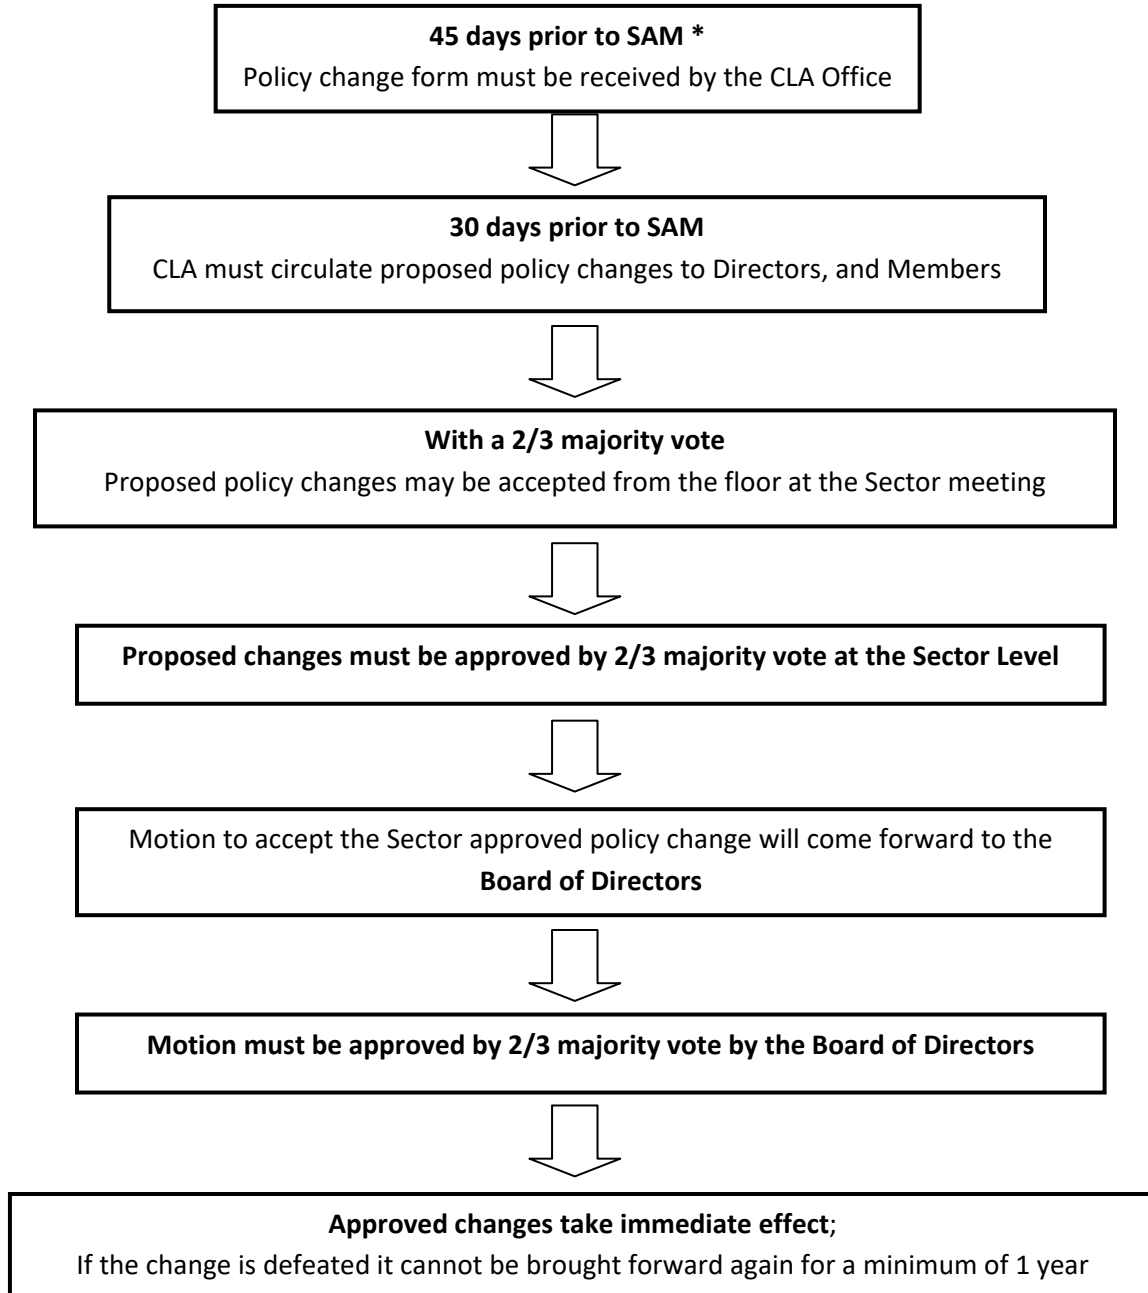 45 days prior to SAM *
Policy change form must be received by the CLA Office
30 days prior to SAM
CLA must circulate proposed policy changes to Directors, and Members
With a 2/3 majority vote
Proposed policy changes may be accepted from the floor at the Sector meeting
Proposed changes must be approved by 2/3 majority vote at the Sector Level
Motion to accept the Sector approved policy change will come forward to the
Board of Directors
Motion must be approved by 2/3 majority vote by the Board of Directors
Approved changes take immediate effect;
If the change is defeated it cannot be brought forward again for a minimum of 1 year